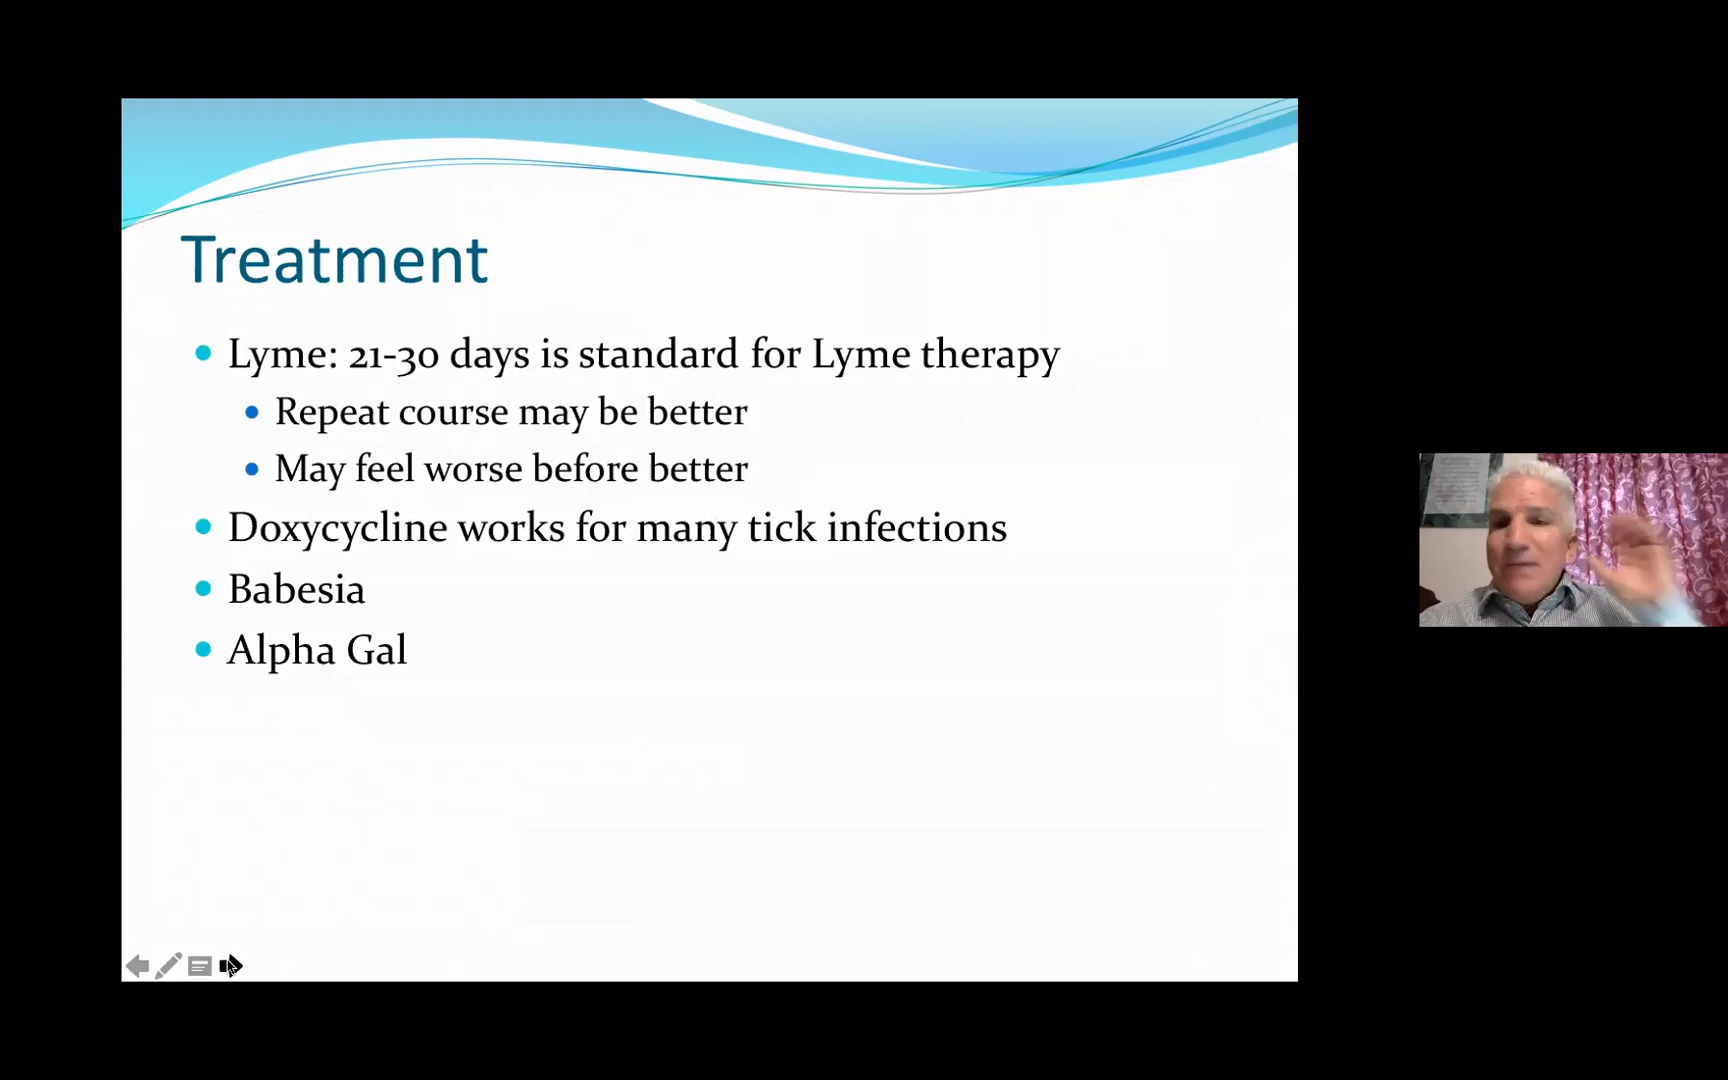 Treatment
Lyme: 21-30 days is standard for Lyme therapy
Repeat course may be better
May feel worse before better
Doxycycline works for many tick infections
Babesia
Alpha Gal